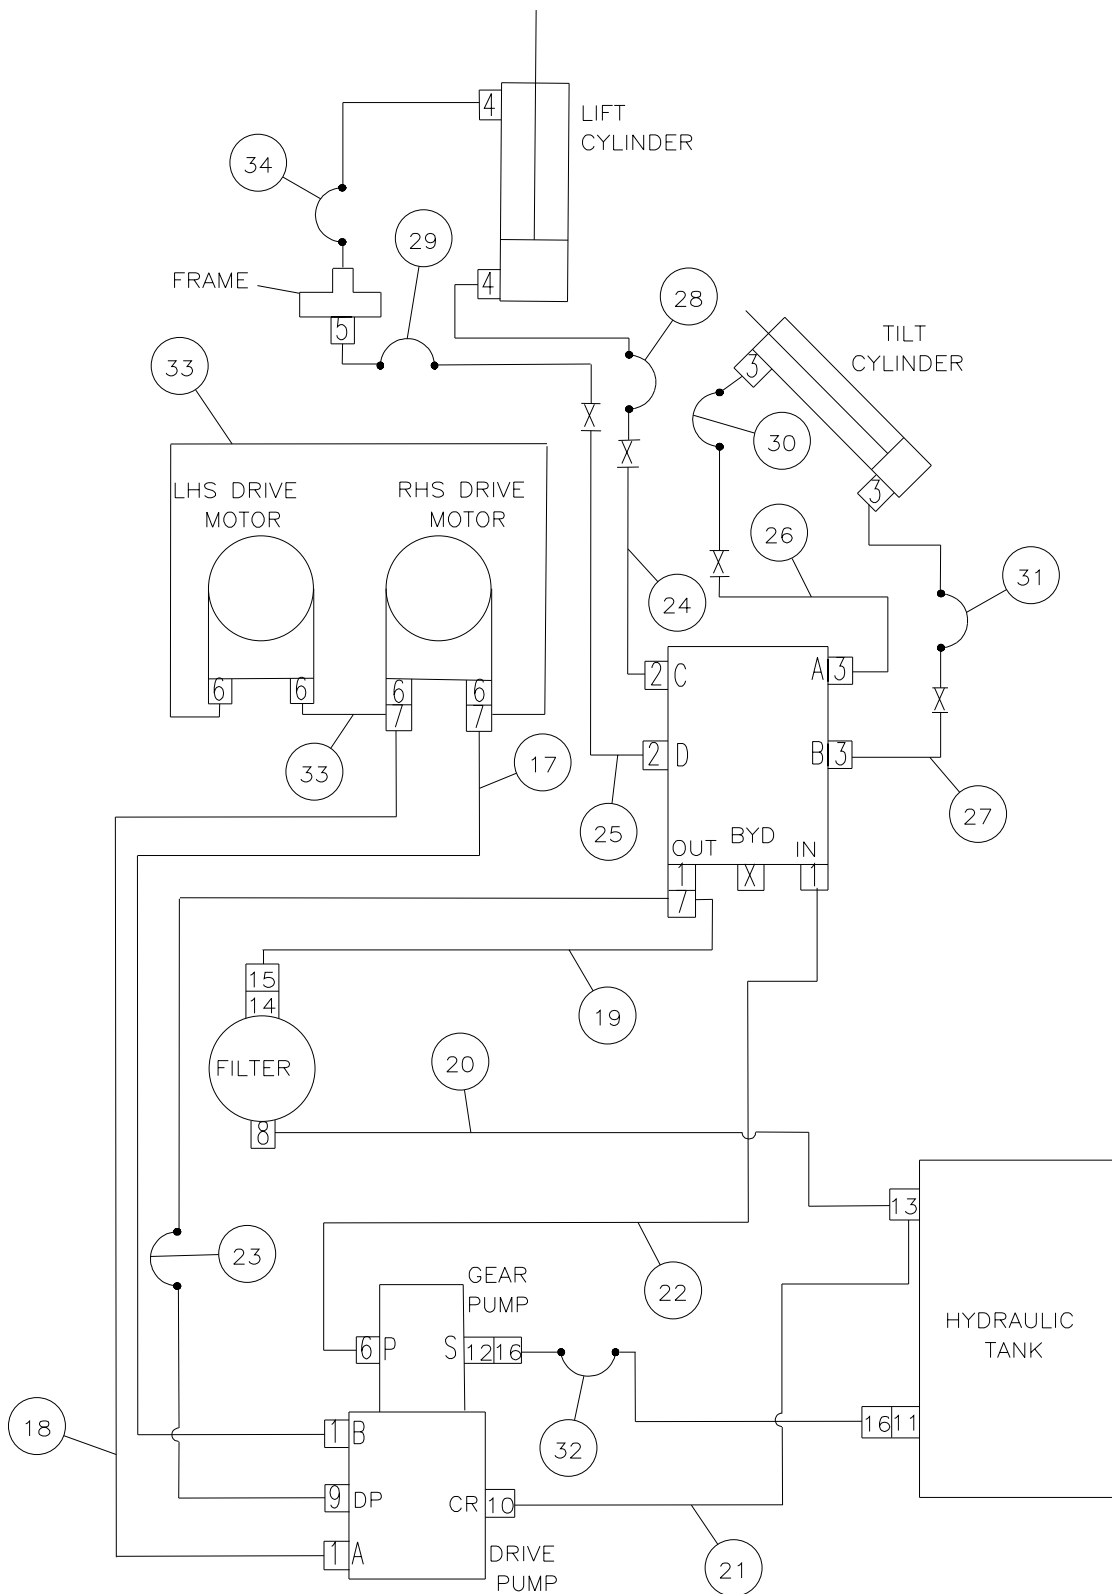 4
LIFT
CYLINDER
34
29
FRAME
4
28
5
TILT
CYLINDER
33
3
30
LHS DRIVE
MOTOR
RHS DRIVE
MOTOR
3
26
31
24
6
6
6
7
6
7
2
C
A
3
33
17
2
D
B
3
25
27
BYD
OUT
IN
1
7
X
1
15
14
19
FILTER
20
8
13
23
22
GEAR
PUMP
HYDRAULIC
TANK
6
P
S
12
16
18
1
B
32
16
11
9
DP
CR
10
1
A
DRIVE
PUMP
21